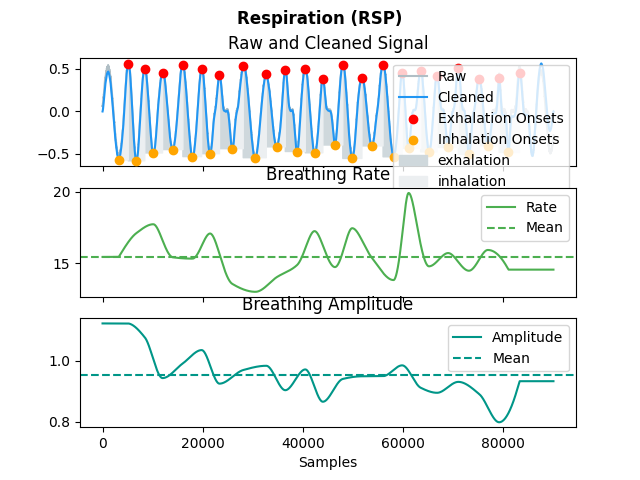 Respiration (RSP)
Raw and Cleaned Signal
0.5
0.0
−0.5
Raw
Cleaned
Exhalation Onsets
Inhalation Onsets
exhalation
inhalation
Breathing Rate
20
15
Rate
Mean
Breathing Amplitude
1.0
0.8
Amplitude
Mean
0
20000
40000
60000
80000
Samples